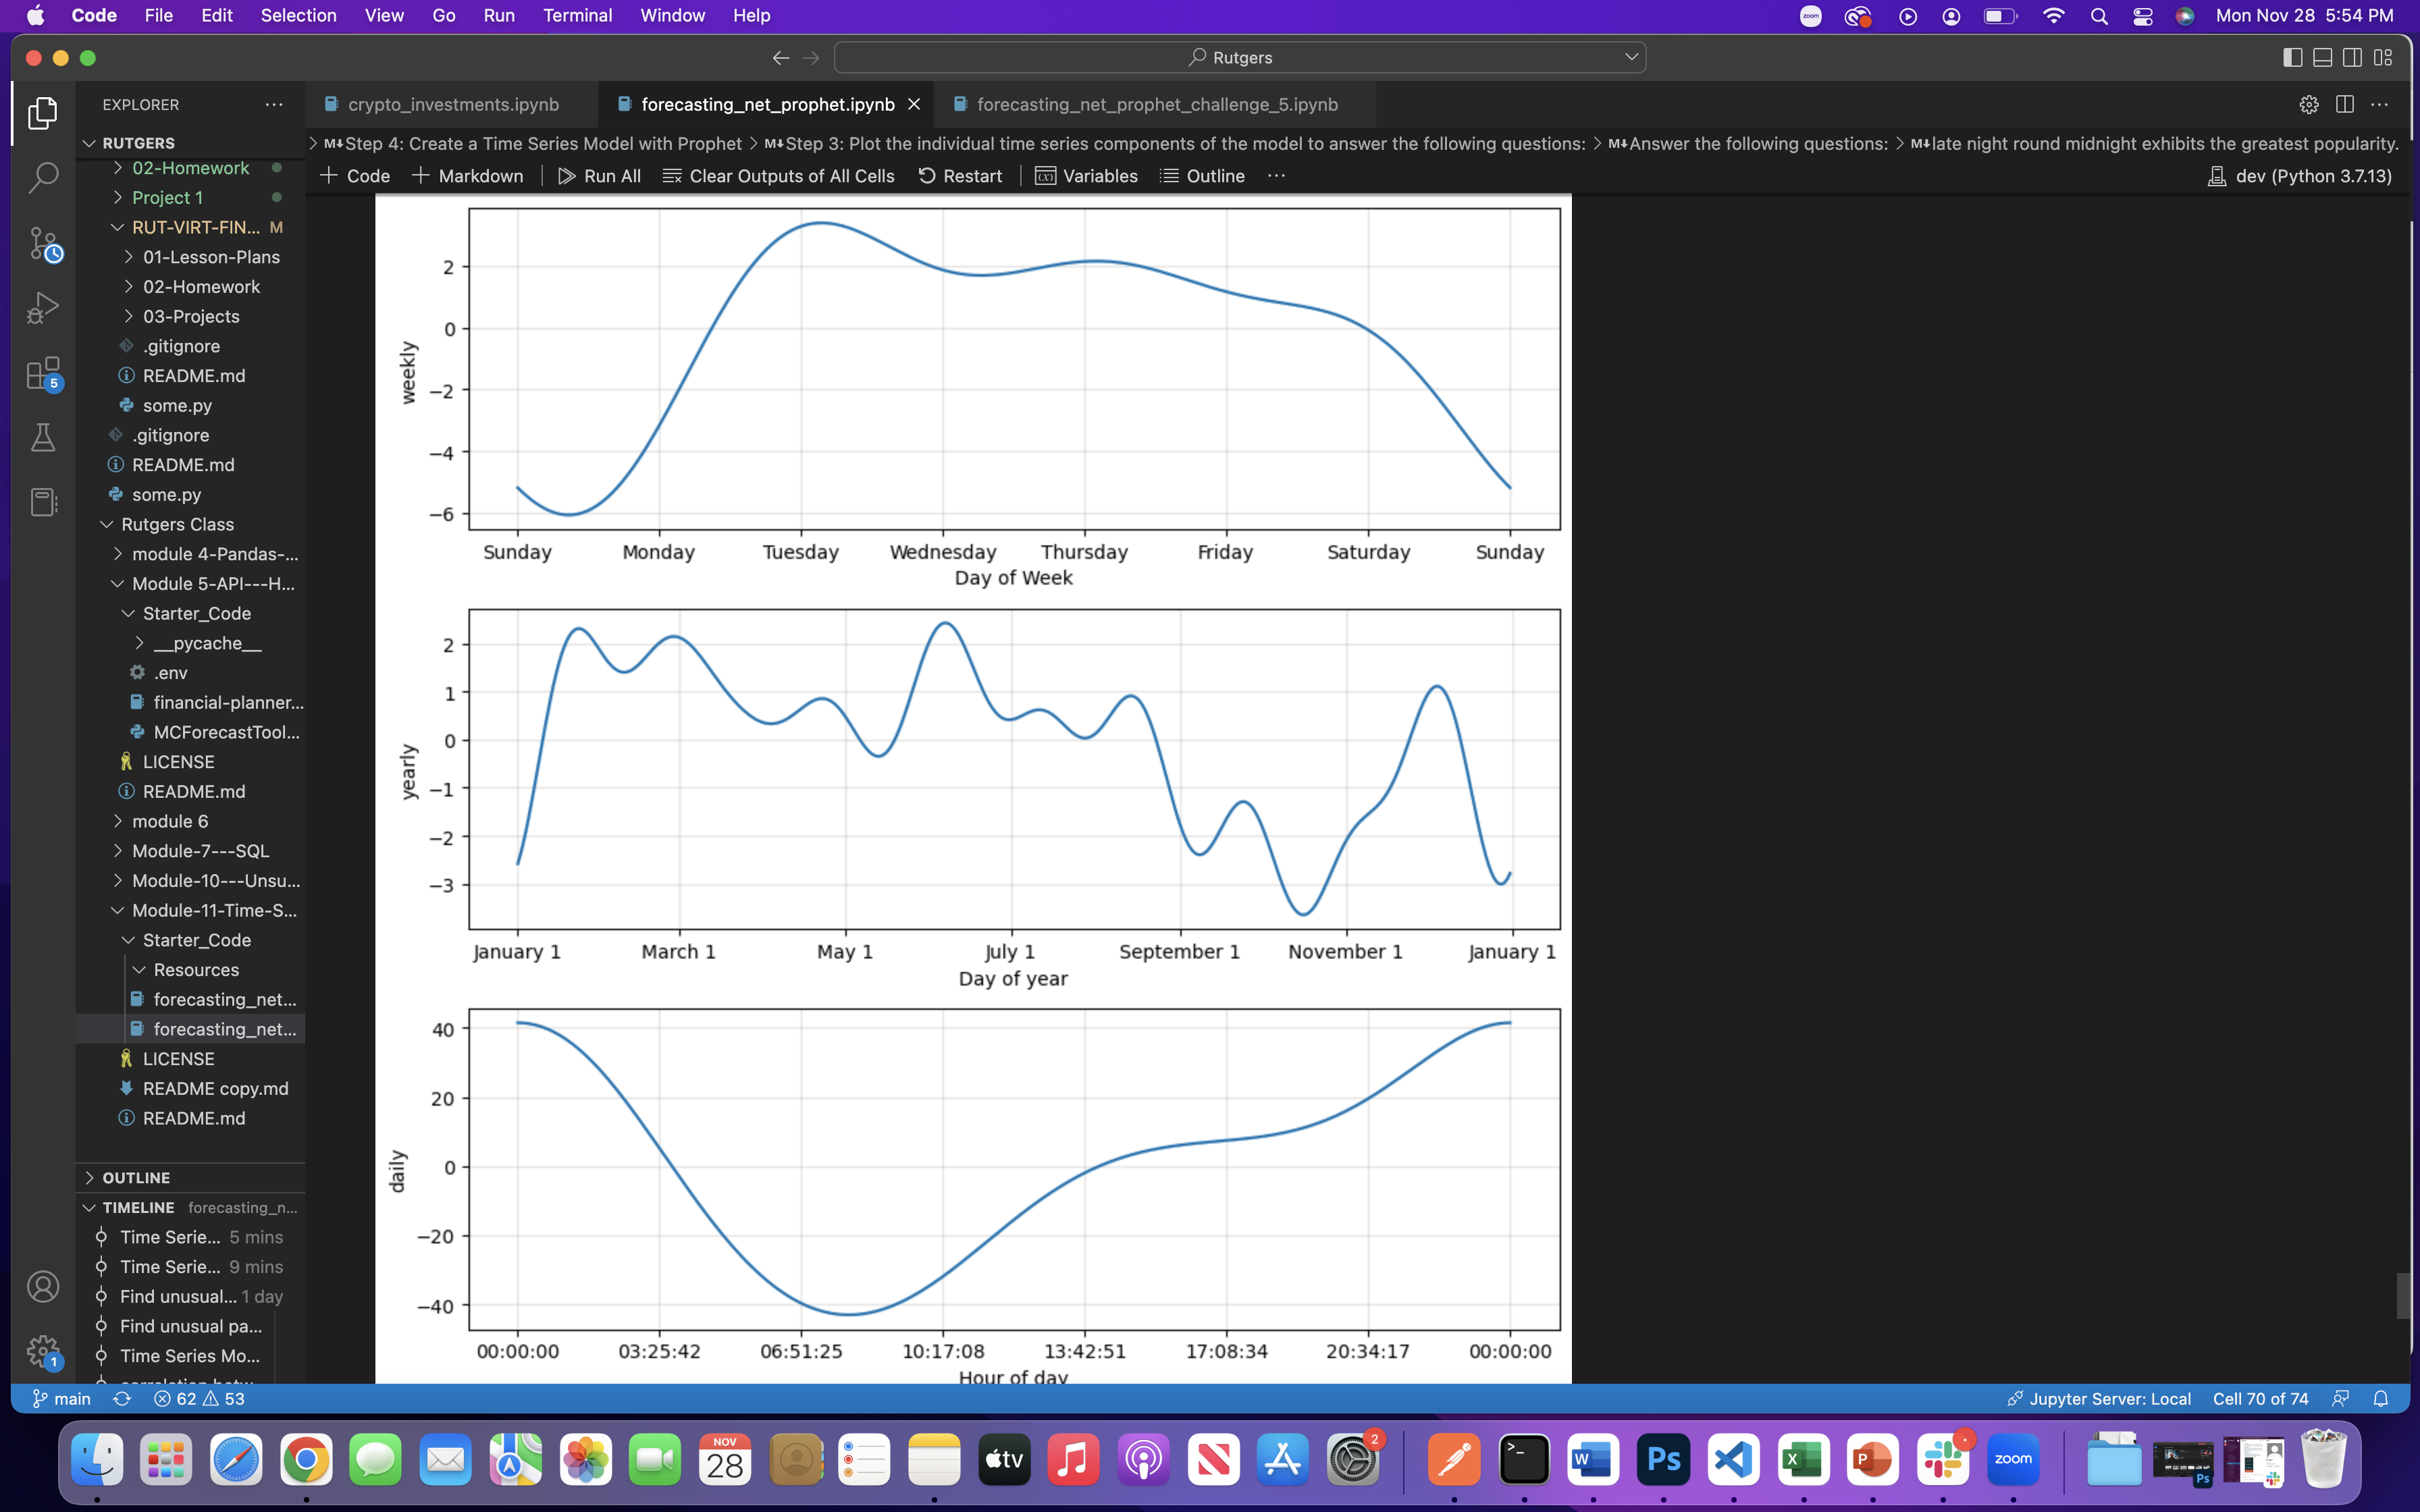 Code File Edit Selection View Go Run Terminal Window Help
zoom
Mon Nov 28 5:54 PM
Rutgers
EXPLORER
crypto_investments.ipynb
forecasting_net_prophet.ipynb
forecasting_net_prophet_challenge_5.ipynb
RUTGERS
Step 4: Create a Time Series Model with Prophet > Step 3: Plot the individual time series components of the model to answer the following questions: > Answer the following questions: > late night round midnight exhibits the greatest popularity.
+ Code + Markdown Run All Clear Outputs of All Cells Restart Variables Outline ···
dev (Python 3.7.13)
02-Homework
Project 1
RUT-VIRT-FIN... M
01-Lesson-Plans
02-Homework
03-Projects
.gitignore
README.md
some.py
.gitignore
README.md
some.py
Rutgers Class
module 4-Pandas-...
Module 5-API---H...
Starter_Code
__pycache__
.env
financial-planner...
MCForecastTool...
LICENSE
README.md
module 6
Module-7---SQL
Module-10---Unsu...
Module-11-Time-S...
Starter_Code
Resources
forecasting_net...
forecasting_net...
LICENSE
README copy.md
README.md
OUTLINE
TIMELINE forecasting_n...
Time Serie... 5 mins
Time Serie... 9 mins
Find unusual... 1 day
Find unusual pa...
Time Series Mo...
5
1
weekly
2
0
−2
−4
−6
Sunday Monday Tuesday Wednesday Thursday Friday Saturday Sunday
Day of Week
yearly
2
1
0
−1
−2
−3
January 1 March 1 May 1 July 1 September 1 November 1 January 1
Day of year
daily
40
20
0
−20
−40
00:00:00 03:25:42 06:51:25 10:17:08 13:42:51 17:08:34 20:34:17 00:00:00
Hour of day
main 62 53
Jupyter Server: Local Cell 70 of 74
NOV
28
tv
2
W
Ps
X
P
zoom
Ps